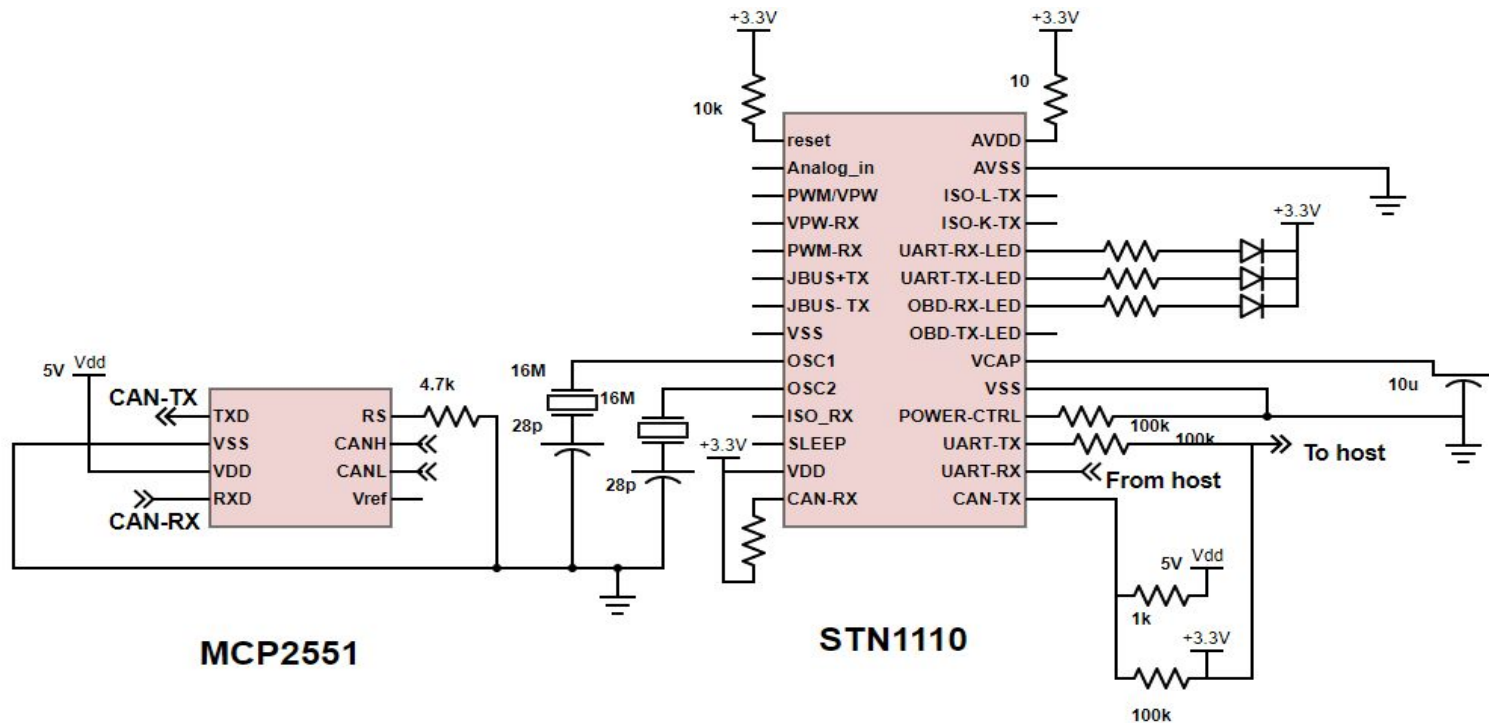 +3.3V
+3.3V
10k
10
reset
AVDD
Analog_in
AVSS
PWM/VPW
ISO-L-TX
VPW-RX
ISO-K-TX
+3.3V
PWM-RX
UART-RX-LED
JBUS+TX
UART-TX-LED
JBUS- TX
OBD-RX-LED
VSS
OBD-TX-LED
OSC1
VCAP
OSC2
VSS
ISO_RX
POWER-CTRL
SLEEP
UART-TX
VDD
UART-RX
CAN-RX
CAN-TX
10u
100k
100k
To host
From host
5V
Vdd
1k
+3.3V
100k
+3.3V
16M
16M
28p
28p
5V
Vdd
CAN-TX
4.7k
TXD
RS
VSS
CANH
VDD
CANL
RXD
Vref
CAN-RX
MCP2551
STN1110